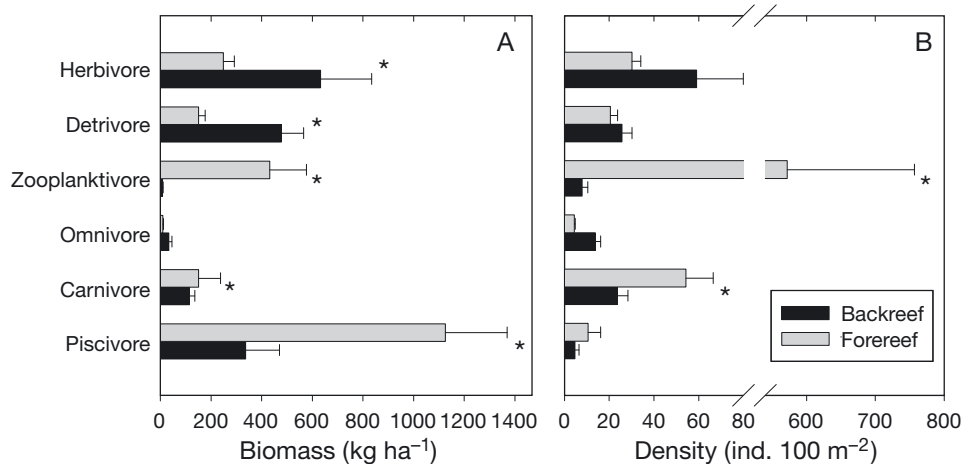 A
B
Herbivore
*
Detrivore
*
Zooplanktivore
*
*
Omnivore
Carnivore
*
*
Backreef
Forereef
Piscivore
*
0 200 400 600 800 1000 1200 1400
0 20 40 60 80 600 700 800
Biomass (kg ha⁻¹)
Density (ind. 100 m⁻²)